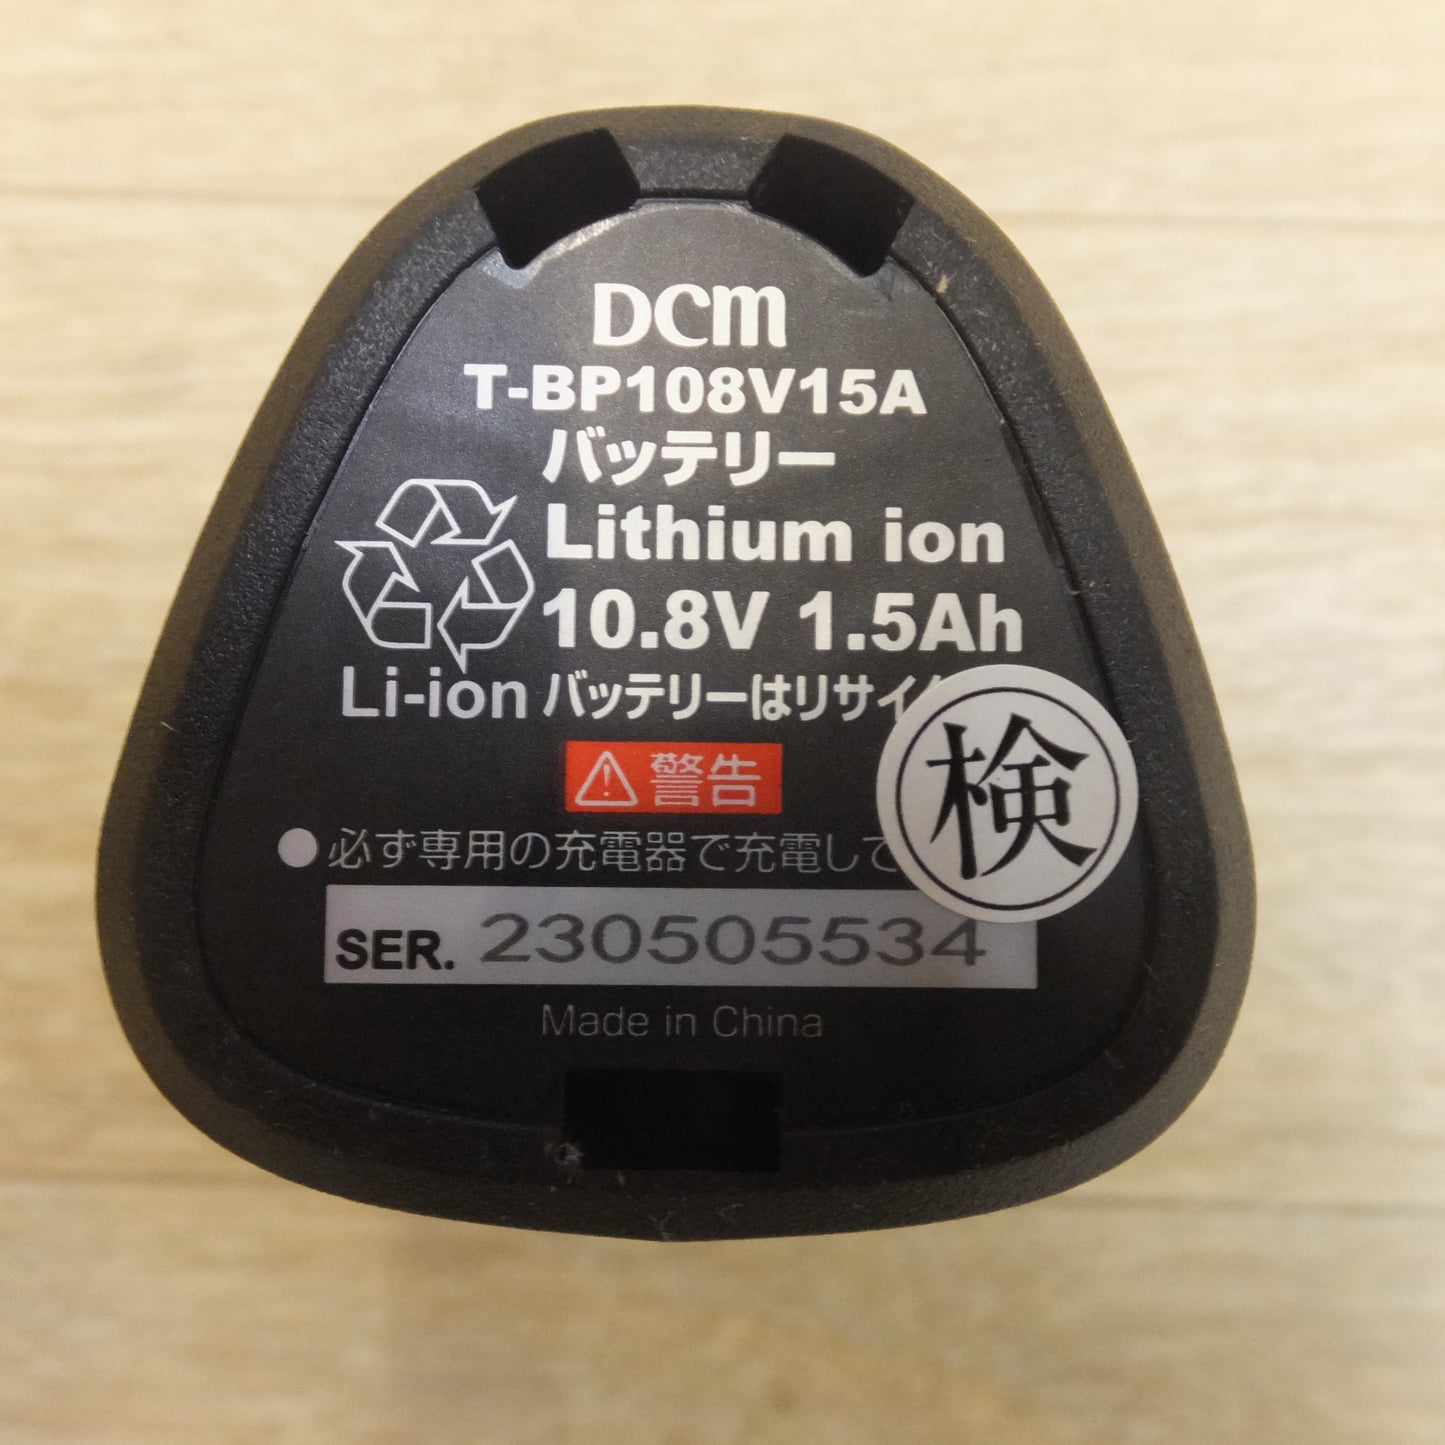 DCM
T-BP108V15A
バッテリー
Lithium ion
10.8V 1.5Ah
Li-ion バッテリーはリサイ
検
警告
●必ず専用の充電器で充電して
SER. 230505534
Made in China